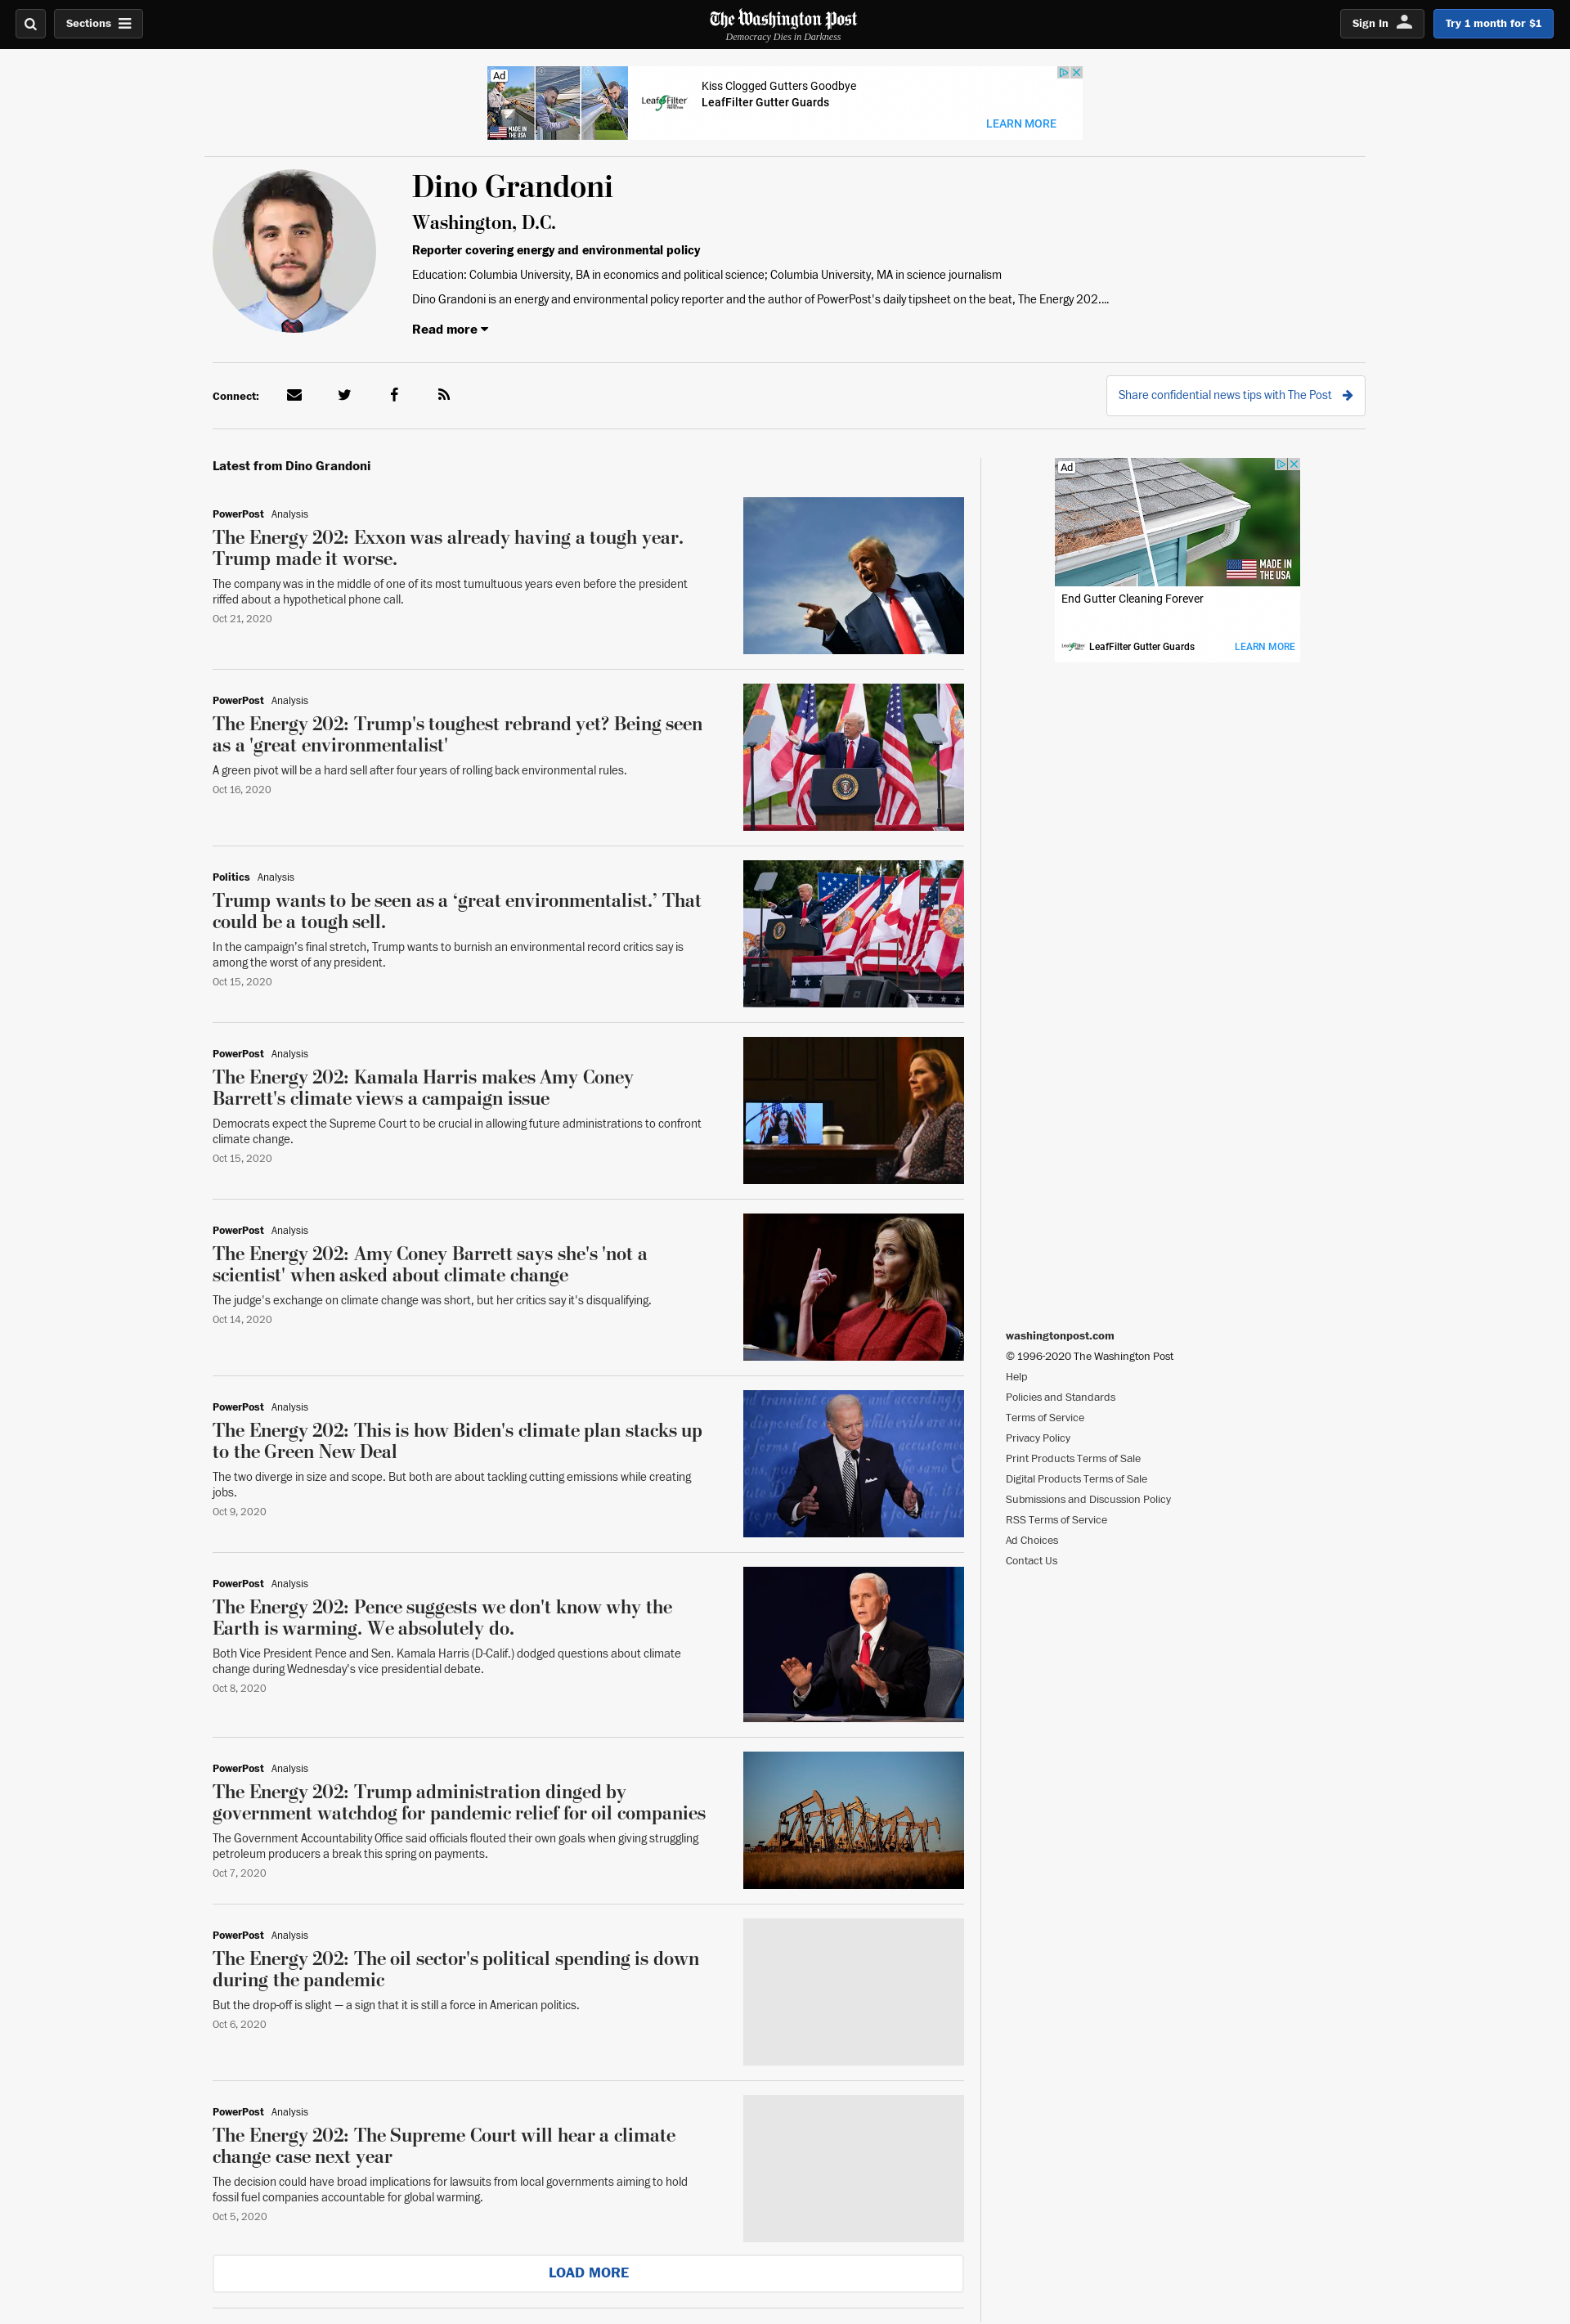 Sections
The Washington Post
Democracy Dies in Darkness
Sign In
Try 1 month for $1
Ad
MADE IN
THE USA
LeafFilter
Kiss Clogged Gutters Goodbye
LeafFilter Gutter Guards
LEARN MORE
Dino Grandoni
Washington, D.C.
Reporter covering energy and environmental policy
Education: Columbia University, BA in economics and political science; Columbia University, MA in science journalism
Dino Grandoni is an energy and environmental policy reporter and the author of PowerPost's daily tipsheet on the beat, The Energy 202....
Read more
Connect:
Share confidential news tips with The Post
Latest from Dino Grandoni
PowerPost Analysis
The Energy 202: Exxon was already having a tough year.
Trump made it worse.
The company was in the middle of one of its most tumultuous years even before the president
riffed about a hypothetical phone call.
Oct 21, 2020
PowerPost Analysis
The Energy 202: Trump's toughest rebrand yet? Being seen
as a 'great environmentalist'
A green pivot will be a hard sell after four years of rolling back environmental rules.
Oct 16, 2020
Politics Analysis
Trump wants to be seen as a ‘great environmentalist.’ That
could be a tough sell.
In the campaign’s final stretch, Trump wants to burnish an environmental record critics say is
among the worst of any president.
Oct 15, 2020
PowerPost Analysis
The Energy 202: Kamala Harris makes Amy Coney
Barrett's climate views a campaign issue
Democrats expect the Supreme Court to be crucial in allowing future administrations to confront
climate change.
Oct 15, 2020
PowerPost Analysis
The Energy 202: Amy Coney Barrett says she's 'not a
scientist' when asked about climate change
The judge's exchange on climate change was short, but her critics say it's disqualifying.
Oct 14, 2020
PowerPost Analysis
The Energy 202: This is how Biden's climate plan stacks up
to the Green New Deal
The two diverge in size and scope. But both are about tackling cutting emissions while creating
jobs.
Oct 9, 2020
PowerPost Analysis
The Energy 202: Pence suggests we don't know why the
Earth is warming. We absolutely do.
Both Vice President Pence and Sen. Kamala Harris (D-Calif.) dodged questions about climate
change during Wednesday's vice presidential debate.
Oct 8, 2020
PowerPost Analysis
The Energy 202: Trump administration dinged by
government watchdog for pandemic relief for oil companies
The Government Accountability Office said officials flouted their own goals when giving struggling
petroleum producers a break this spring on payments.
Oct 7, 2020
PowerPost Analysis
The Energy 202: The oil sector's political spending is down
during the pandemic
But the drop-off is slight — a sign that it is still a force in American politics.
Oct 6, 2020
PowerPost Analysis
The Energy 202: The Supreme Court will hear a climate
change case next year
The decision could have broad implications for lawsuits from local governments aiming to hold
fossil fuel companies accountable for global warming.
Oct 5, 2020
LOAD MORE
Ad
MADE IN
THE USA
End Gutter Cleaning Forever
LeafFilter Gutter Guards
LEARN MORE
washingtonpost.com
© 1996-2020 The Washington Post
Help
Policies and Standards
Terms of Service
Privacy Policy
Print Products Terms of Sale
Digital Products Terms of Sale
Submissions and Discussion Policy
RSS Terms of Service
Ad Choices
Contact Us